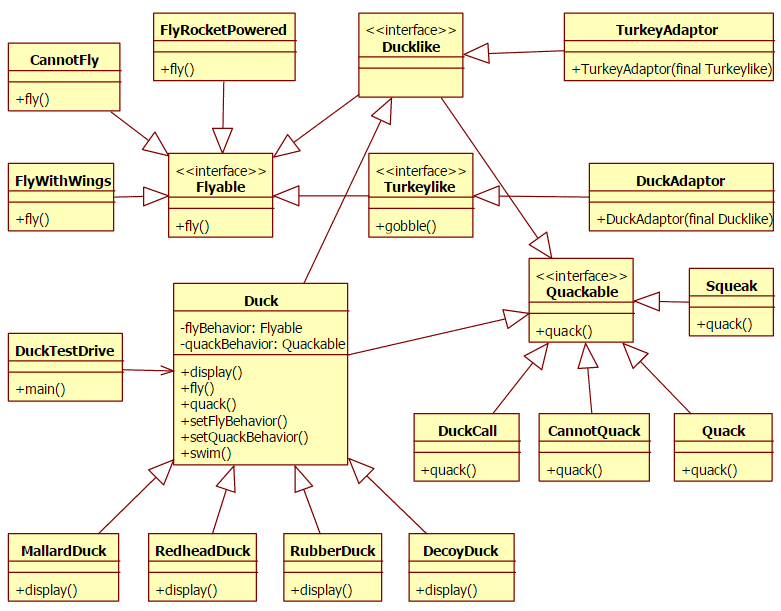 FlyRocketPowered
+fly()
<<interface>>
Ducklike
TurkeyAdaptor
+TurkeyAdaptor(final Turkeylike)
CannotFly
+fly()
FlyWithWings
+fly()
<<interface>>
Flyable
+fly()
<<interface>>
Turkeylike
+gobble()
DuckAdaptor
+DuckAdaptor(final Ducklike)
<<interface>>
Quackable
+quack()
Squeak
+quack()
Duck
-flyBehavior: Flyable
-quackBehavior: Quackable
+display()
+fly()
+quack()
+setFlyBehavior()
+setQuackBehavior()
+swim()
DuckTestDrive
+main()
DuckCall
+quack()
CannotQuack
+quack()
Quack
+quack()
MallardDuck
+display()
RedheadDuck
+display()
RubberDuck
+display()
DecoyDuck
+display()